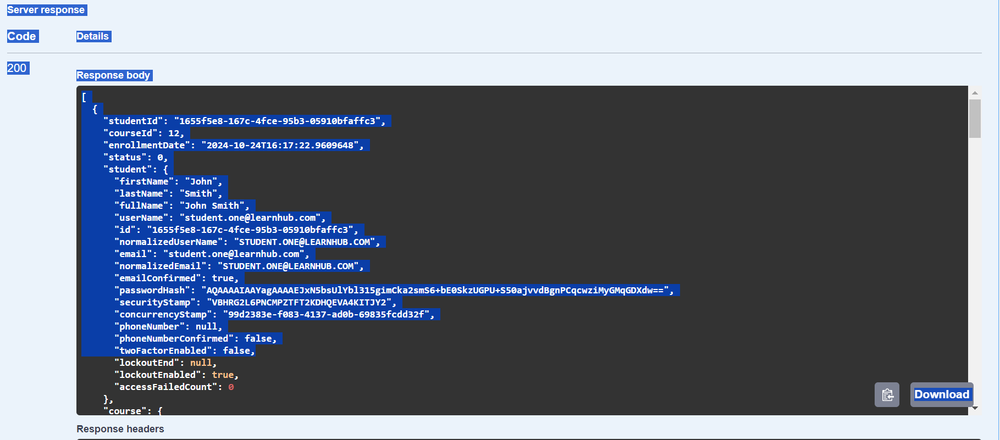 Server response
Code Details
200
Response body
[
  {
    "studentId": "1655f5e8-167c-4fce-95b3-05910bfaffc3",
    "courseId": 12,
    "enrollmentDate": "2024-10-24T16:17:22.9609648",
    "status": 0,
    "student": {
      "firstName": "John",
      "lastName": "Smith",
      "fullName": "John Smith",
      "userName": "student.one@learnhub.com",
      "id": "1655f5e8-167c-4fce-95b3-05910bfaffc3",
      "normalizedUserName": "STUDENT.ONE@LEARNHUB.COM",
      "email": "student.one@learnhub.com",
      "normalizedEmail": "STUDENT.ONE@LEARNHUB.COM",
      "emailConfirmed": true,
      "passwordHash": "AQAAAAIAAYagAAAAEJxN5bsUlYbl315gimCka2smS6+bE0SkzUGPU+S50ajvvdBgnPCqcwziMyGMqGDXdw==",
      "securityStamp": "VBHRG2L6PNCMPZTFT2KDHQEVA4KITJY2",
      "concurrencyStamp": "99d2383e-f083-4137-ad0b-69835fcdd32f",
      "phoneNumber": null,
      "phoneNumberConfirmed": false,
      "twoFactorEnabled": false,
      "lockoutEnd": null,
      "lockoutEnabled": true,
      "accessFailedCount": 0
    },
    "course": {
Download
Response headers